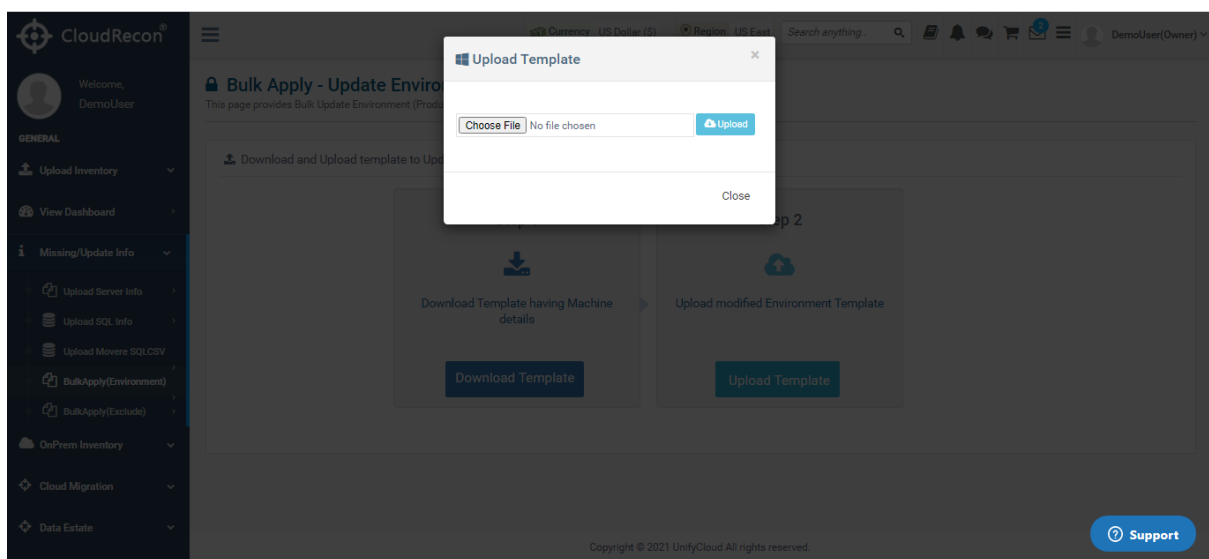 CloudRecon®
Currency US Dollar ($) Region US East Search anything.. 2 DemoUser(Owner)
Upload Template ×
Welcome,
DemoUser
Bulk Apply - Update Enviro
This page provides Bulk Update Environment (Produ
Choose File No file chosen Upload
GENERAL
Upload Inventory
Download and Upload template to Upd
Close
View Dashboard
ep 2
Missing/Update Info
Upload Server Info
Upload SQL Info
Upload Movere SQLCSV
BulkApply(Environment)
BulkApply(Exclude)
OnPrem Inventory
Cloud Migration
Data Estate
Download Template having Machine
details
Download Template
Upload modified Environment Template
Upload Template
Support
Copyright © 2021 UnifyCloud All rights reserved.